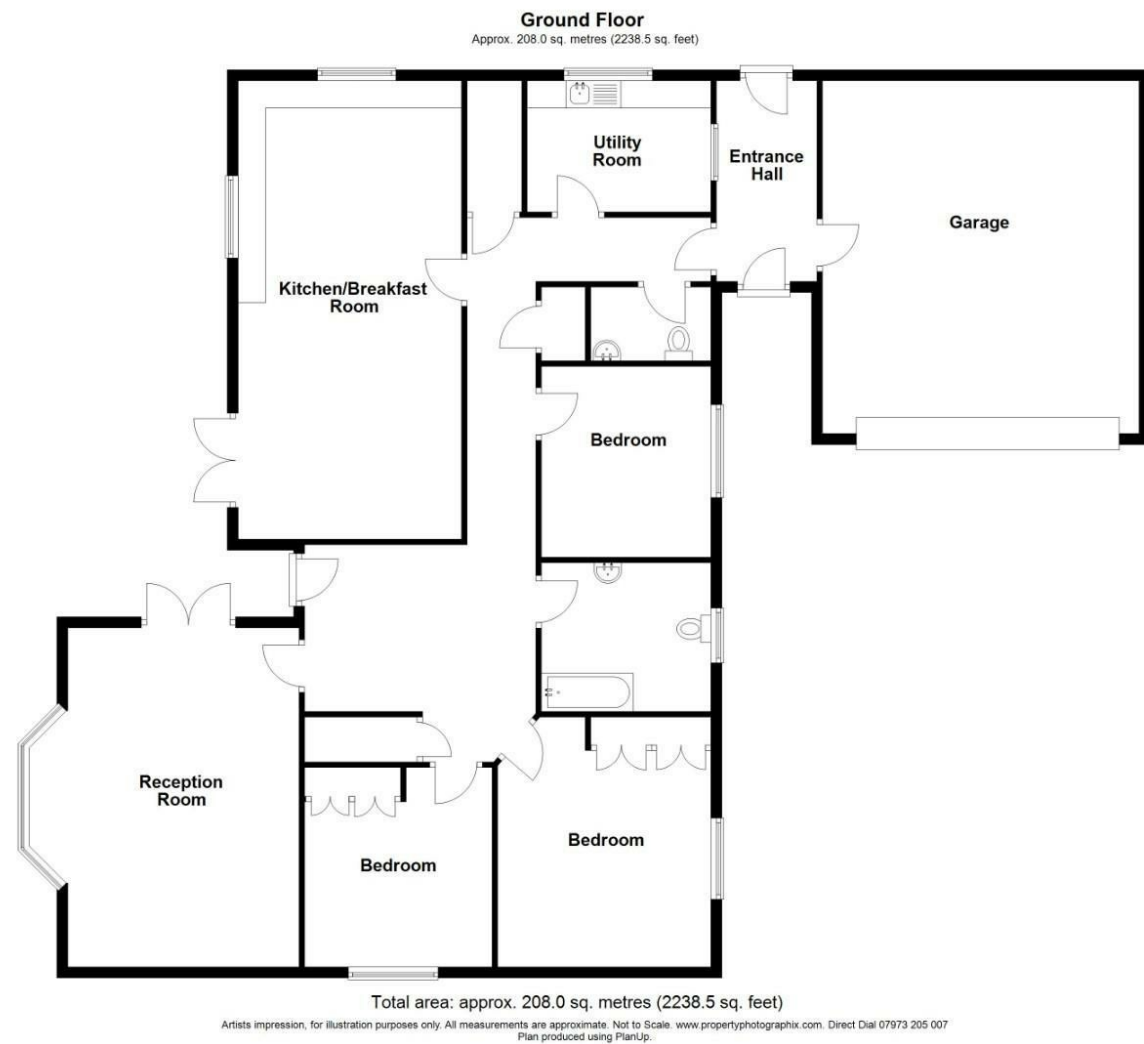 Ground Floor
Approx. 208.0 sq. metres (2238.5 sq. feet)
Utility
Room
Entrance
Hall
Garage
Kitchen/Breakfast
Room
Bedroom
Reception
Room
Bedroom
Bedroom
Total area: approx. 208.0 sq. metres (2238.5 sq. feet)
Artists impression, for illustration purposes only. All measurements are approximate. Not to Scale. www.propertyphotographix.com. Direct Dial 07973 205 007
Plan produced using PlanUp.